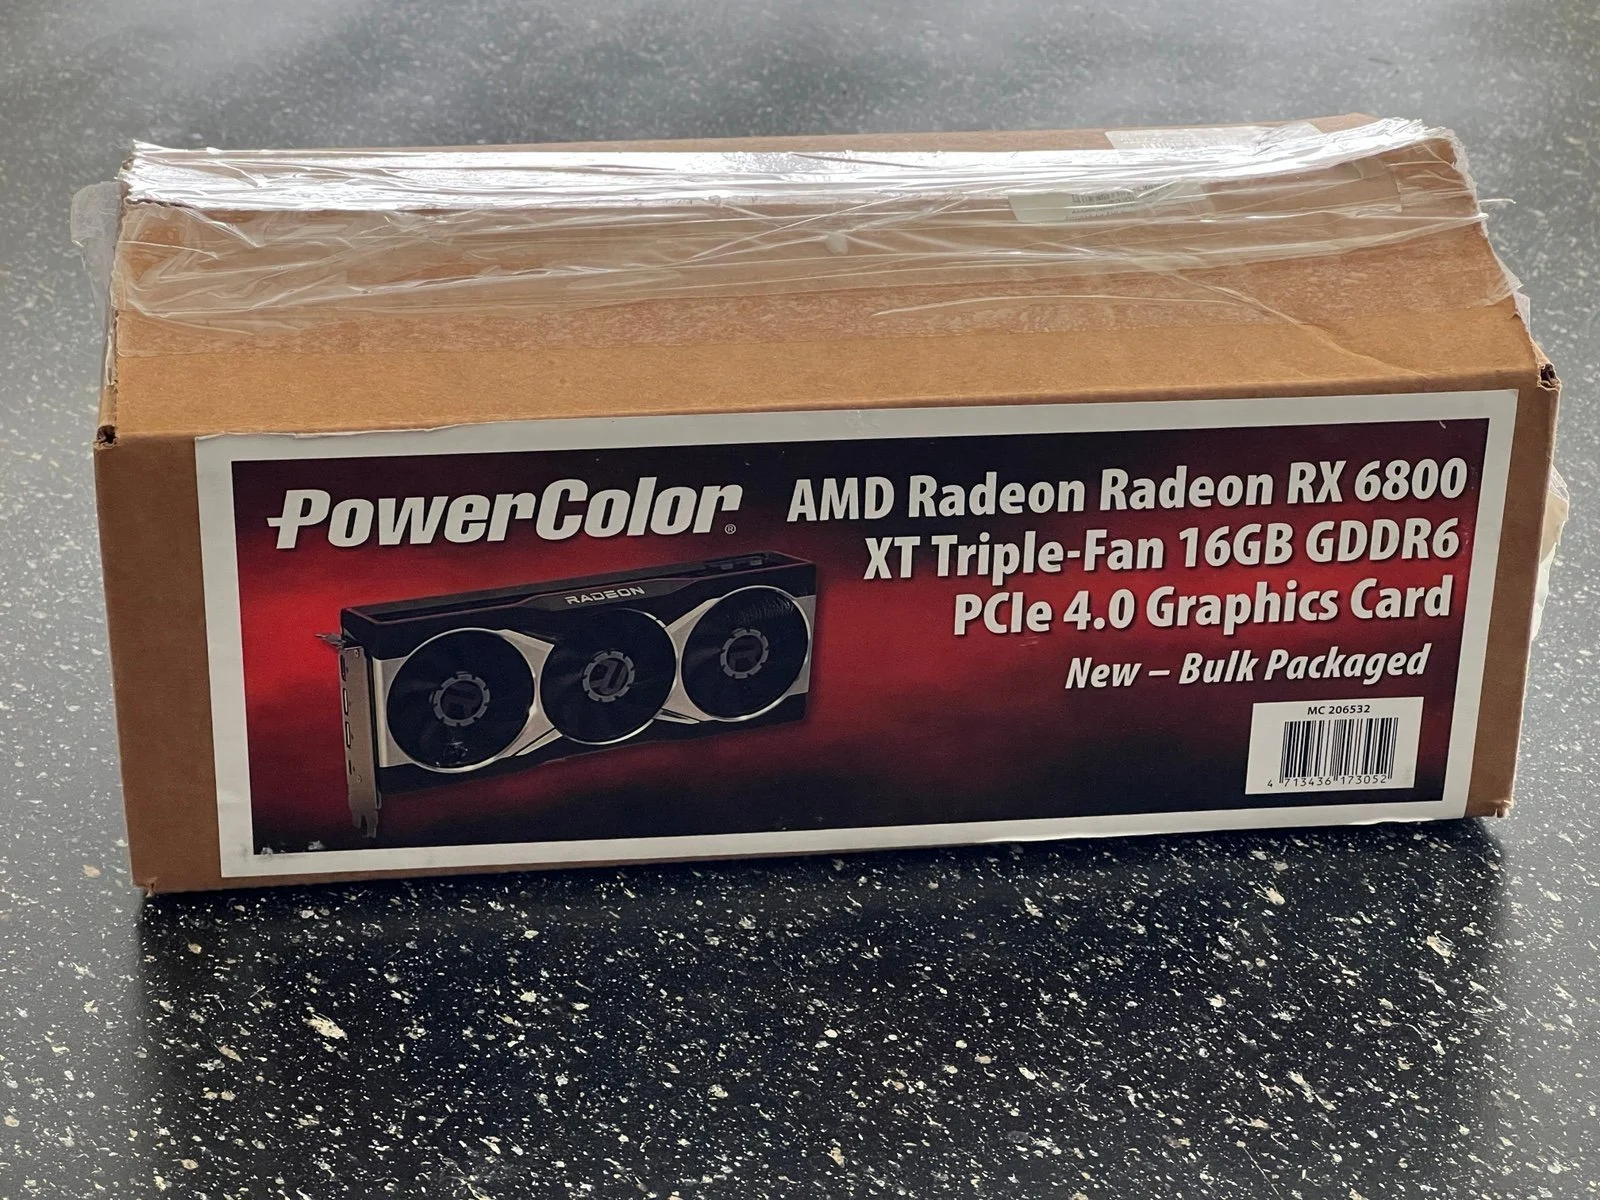 PowerColor®
AMD Radeon Radeon RX 6800
XT Triple-Fan 16GB GDDR6
PCIe 4.0 Graphics Card
New – Bulk Packaged
RADEON
MC 206532
4 713436 173052